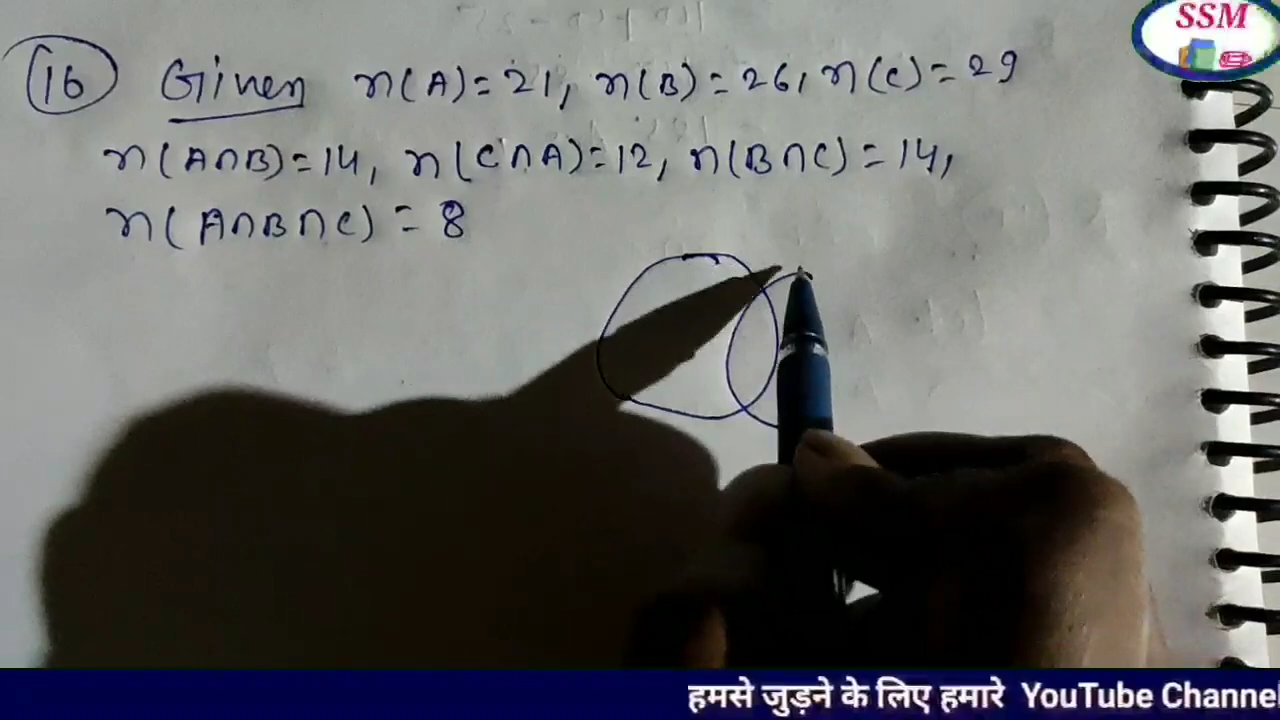 SSM
16 Given n(A)=21, n(B)=26, n(C)=29
n(A∩B)=14, n(C∩A)=12, n(B∩C)=14,
n(A∩B∩C)=8
हमसे जुड़ने के लिए हमारे YouTube Channel